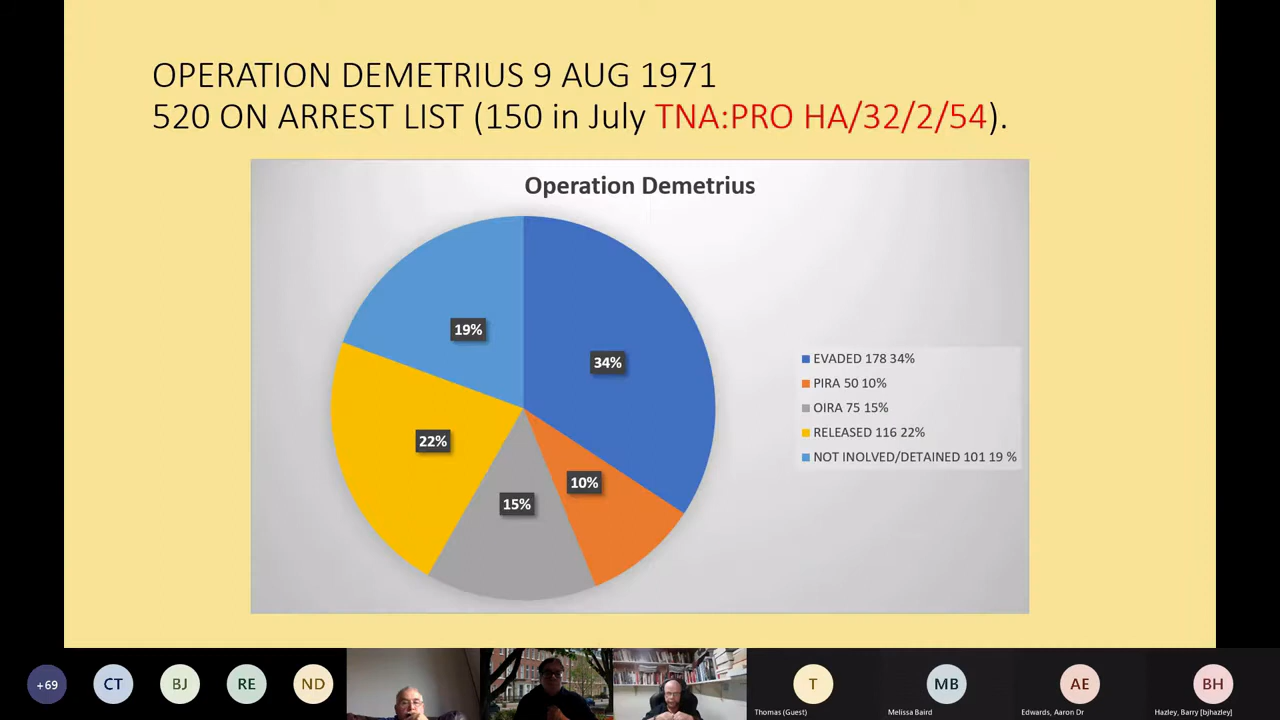 OPERATION DEMETRIUS 9 AUG 1971
520 ON ARREST LIST (150 in July TNA:PRO HA/32/2/54).
Operation Demetrius
19%
34%
22%
10%
15%
EVADED 178 34%
PIRA 50 10%
OIRA 75 15%
RELEASED 116 22%
NOT INOLVED/DETAINED 101 19 %
+69
CT
BJ
RE
ND
T
MB
AE
BH
Thomas (Guest)
Melissa Baird
Edwards, Aaron Dr
Hazley, Barry [bjhazley]